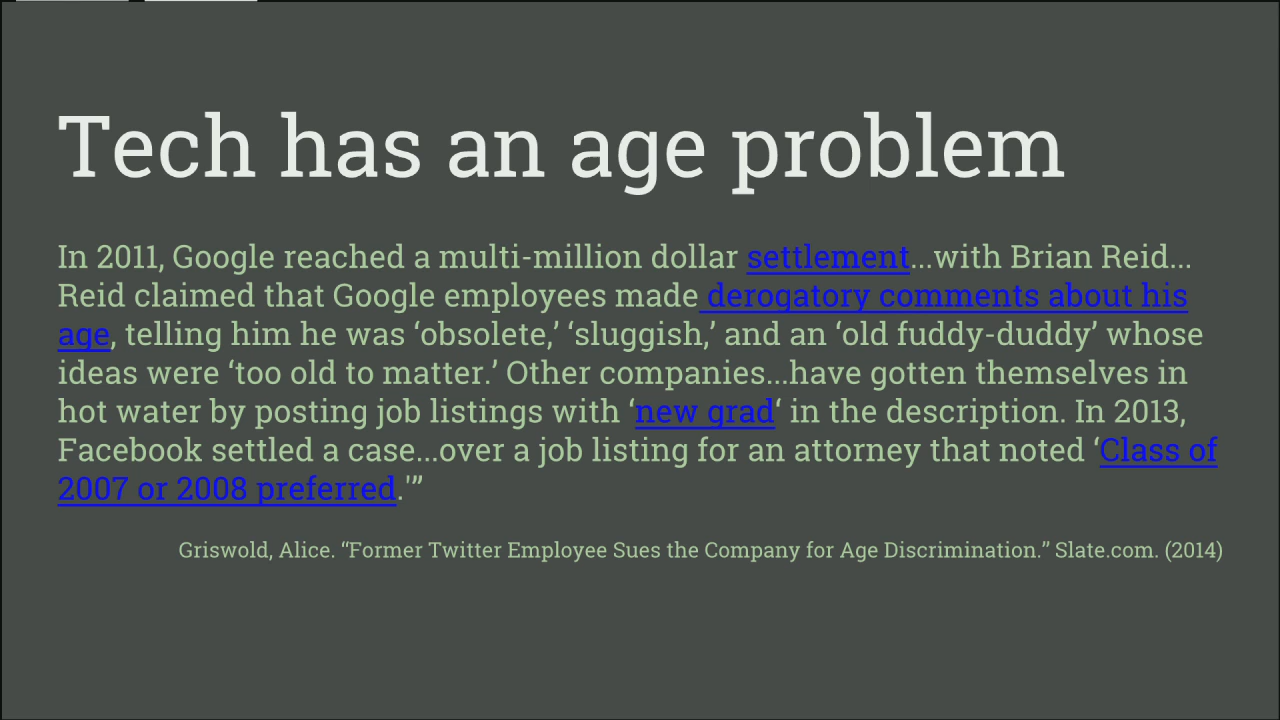 Tech has an age problem
In 2011, Google reached a multi-million dollar settlement...with Brian Reid...
Reid claimed that Google employees made derogatory comments about his
age, telling him he was ‘obsolete,’ ‘sluggish,’ and an ‘old fuddy-duddy’ whose
ideas were ‘too old to matter.’ Other companies...have gotten themselves in
hot water by posting job listings with ‘new grad‘ in the description. In 2013,
Facebook settled a case...over a job listing for an attorney that noted ‘Class of
2007 or 2008 preferred.'”
Griswold, Alice. “Former Twitter Employee Sues the Company for Age Discrimination.” Slate.com. (2014)